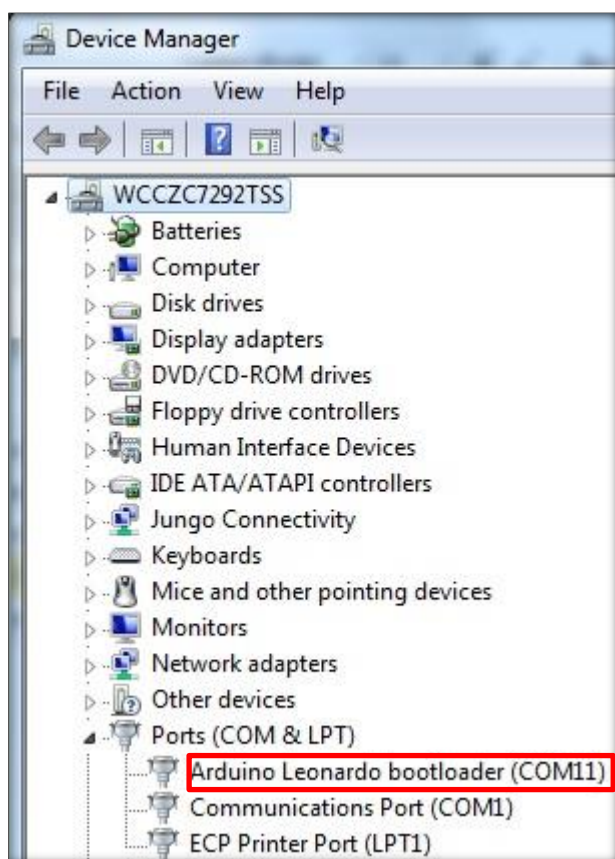 Device Manager
File Action View Help
WCCZC7292TSS
Batteries
Computer
Disk drives
Display adapters
DVD/CD-ROM drives
Floppy drive controllers
Human Interface Devices
IDE ATA/ATAPI controllers
Jungo Connectivity
Keyboards
Mice and other pointing devices
Monitors
Network adapters
Other devices
Ports (COM & LPT)
Arduino Leonardo bootloader (COM11)
Communications Port (COM1)
ECP Printer Port (LPT1)